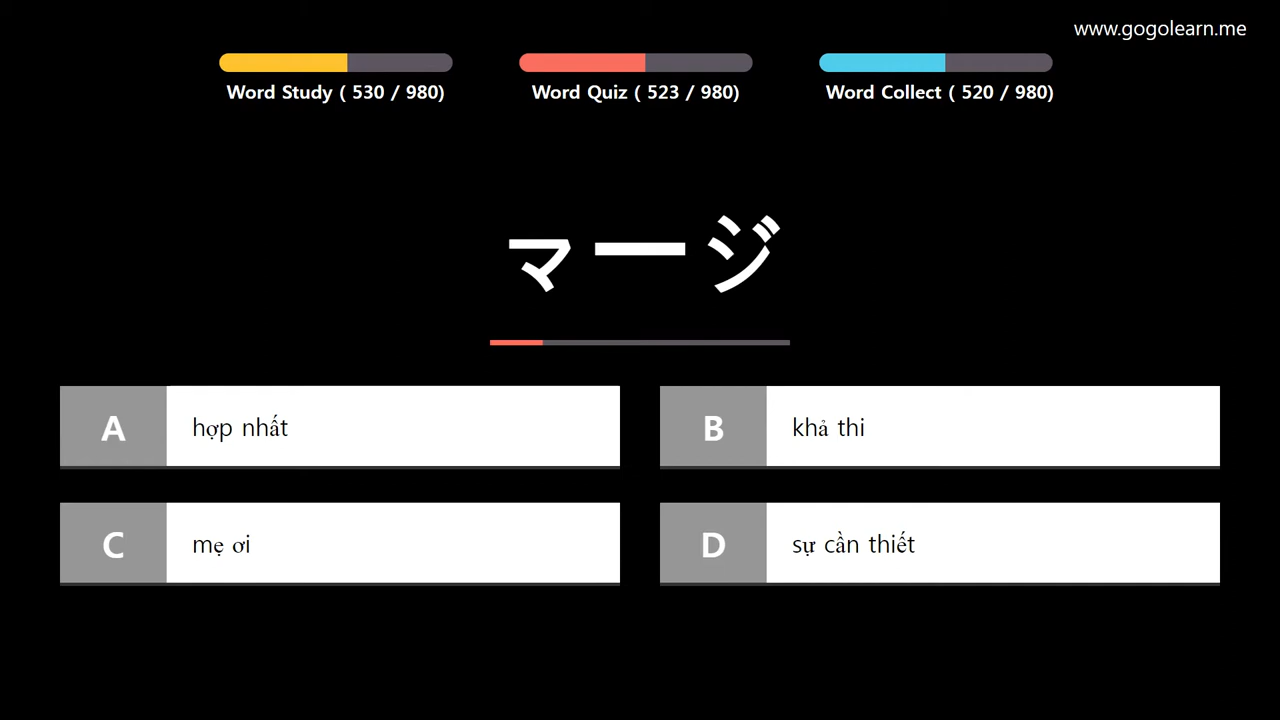 www.gogolearn.me
Word Study ( 530 / 980)
Word Quiz ( 523 / 980)
Word Collect ( 520 / 980)
マージ
A
hợp nhất
B
khả thi
C
mẹ ơi
D
sự cần thiết